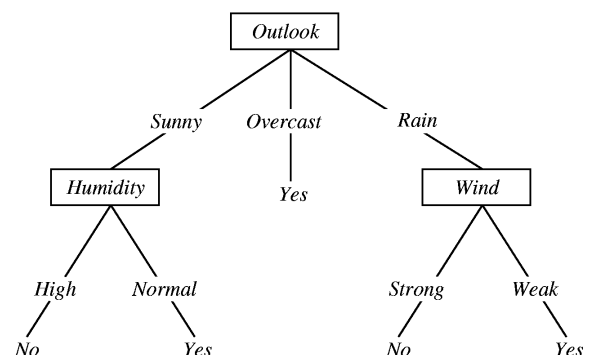 Outlook
Sunny Overcast Rain
Humidity Yes Wind
High Normal Strong Weak
No Yes No Yes